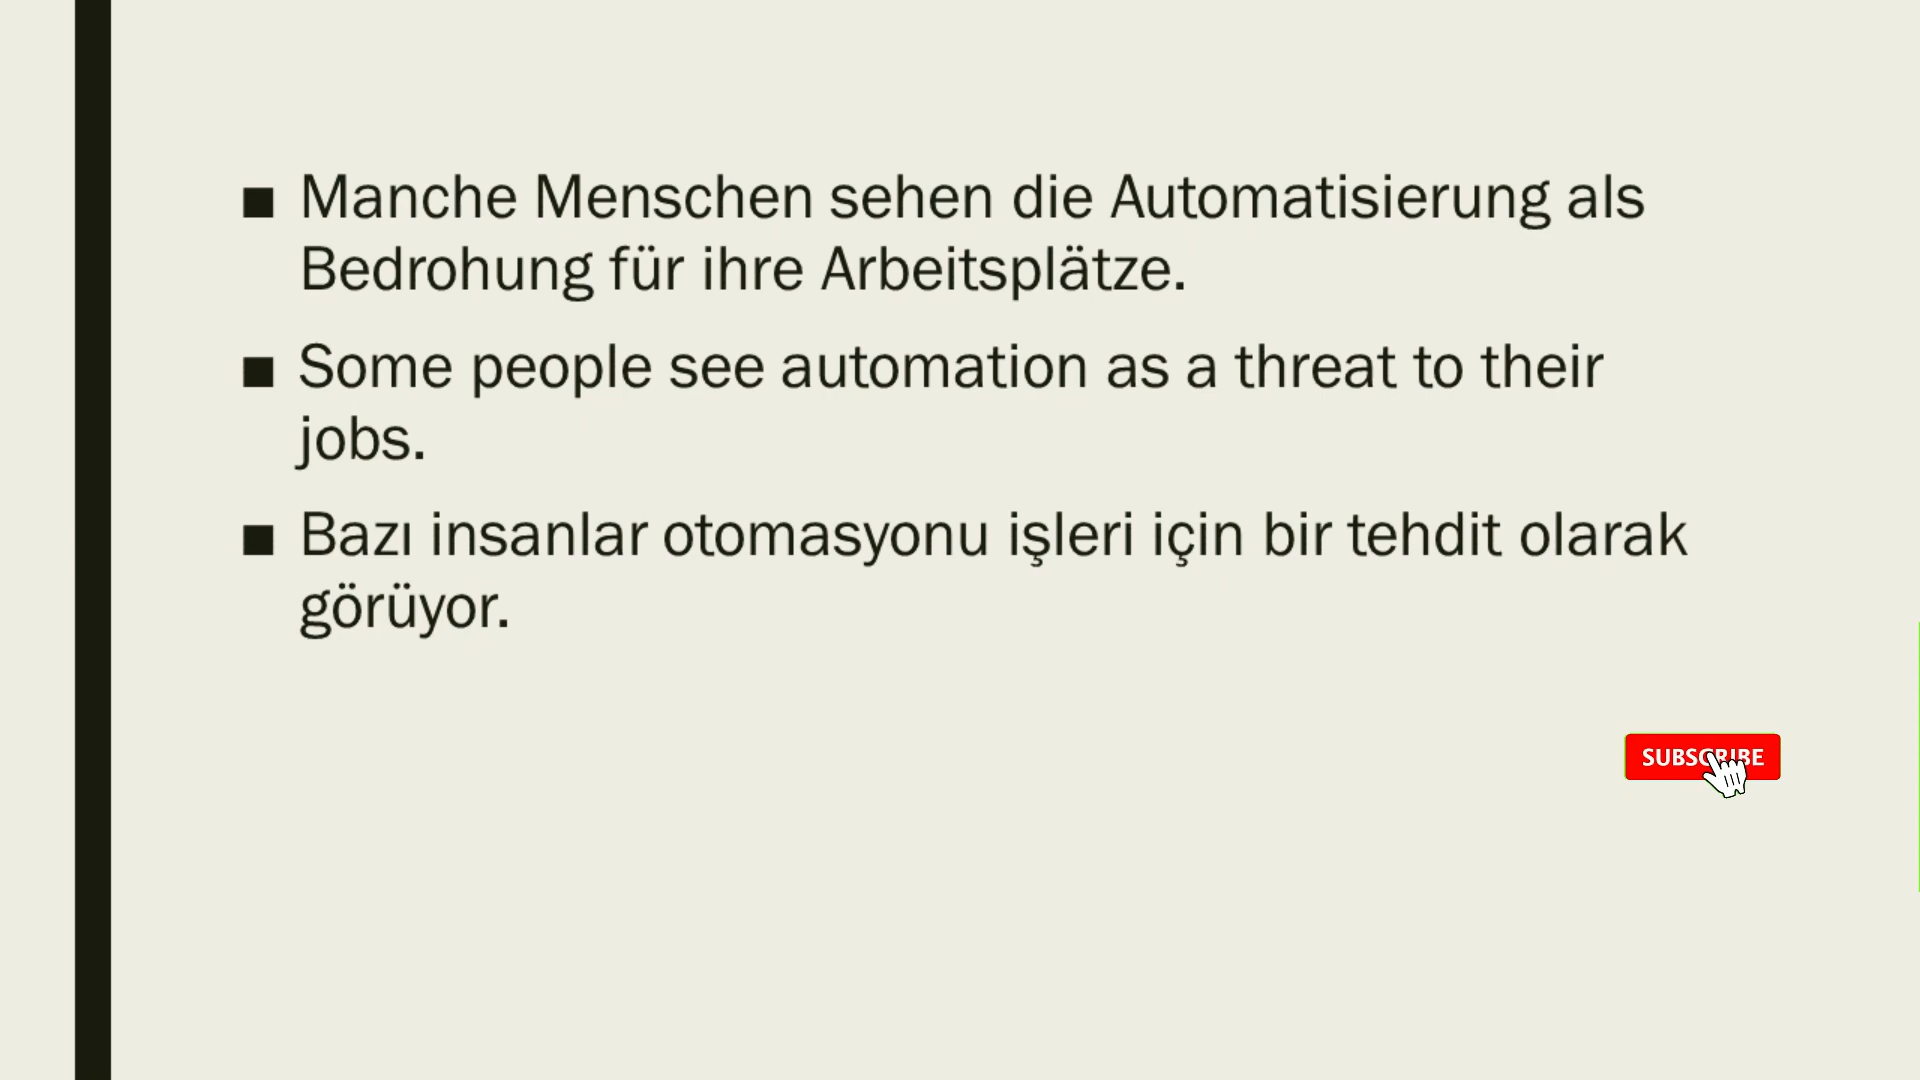 ■ Manche Menschen sehen die Automatisierung als
Bedrohung für ihre Arbeitsplätze.
■ Some people see automation as a threat to their
jobs.
■ Bazı insanlar otomasyonu işleri için bir tehdit olarak
görüyor.
SUBSCRIBE